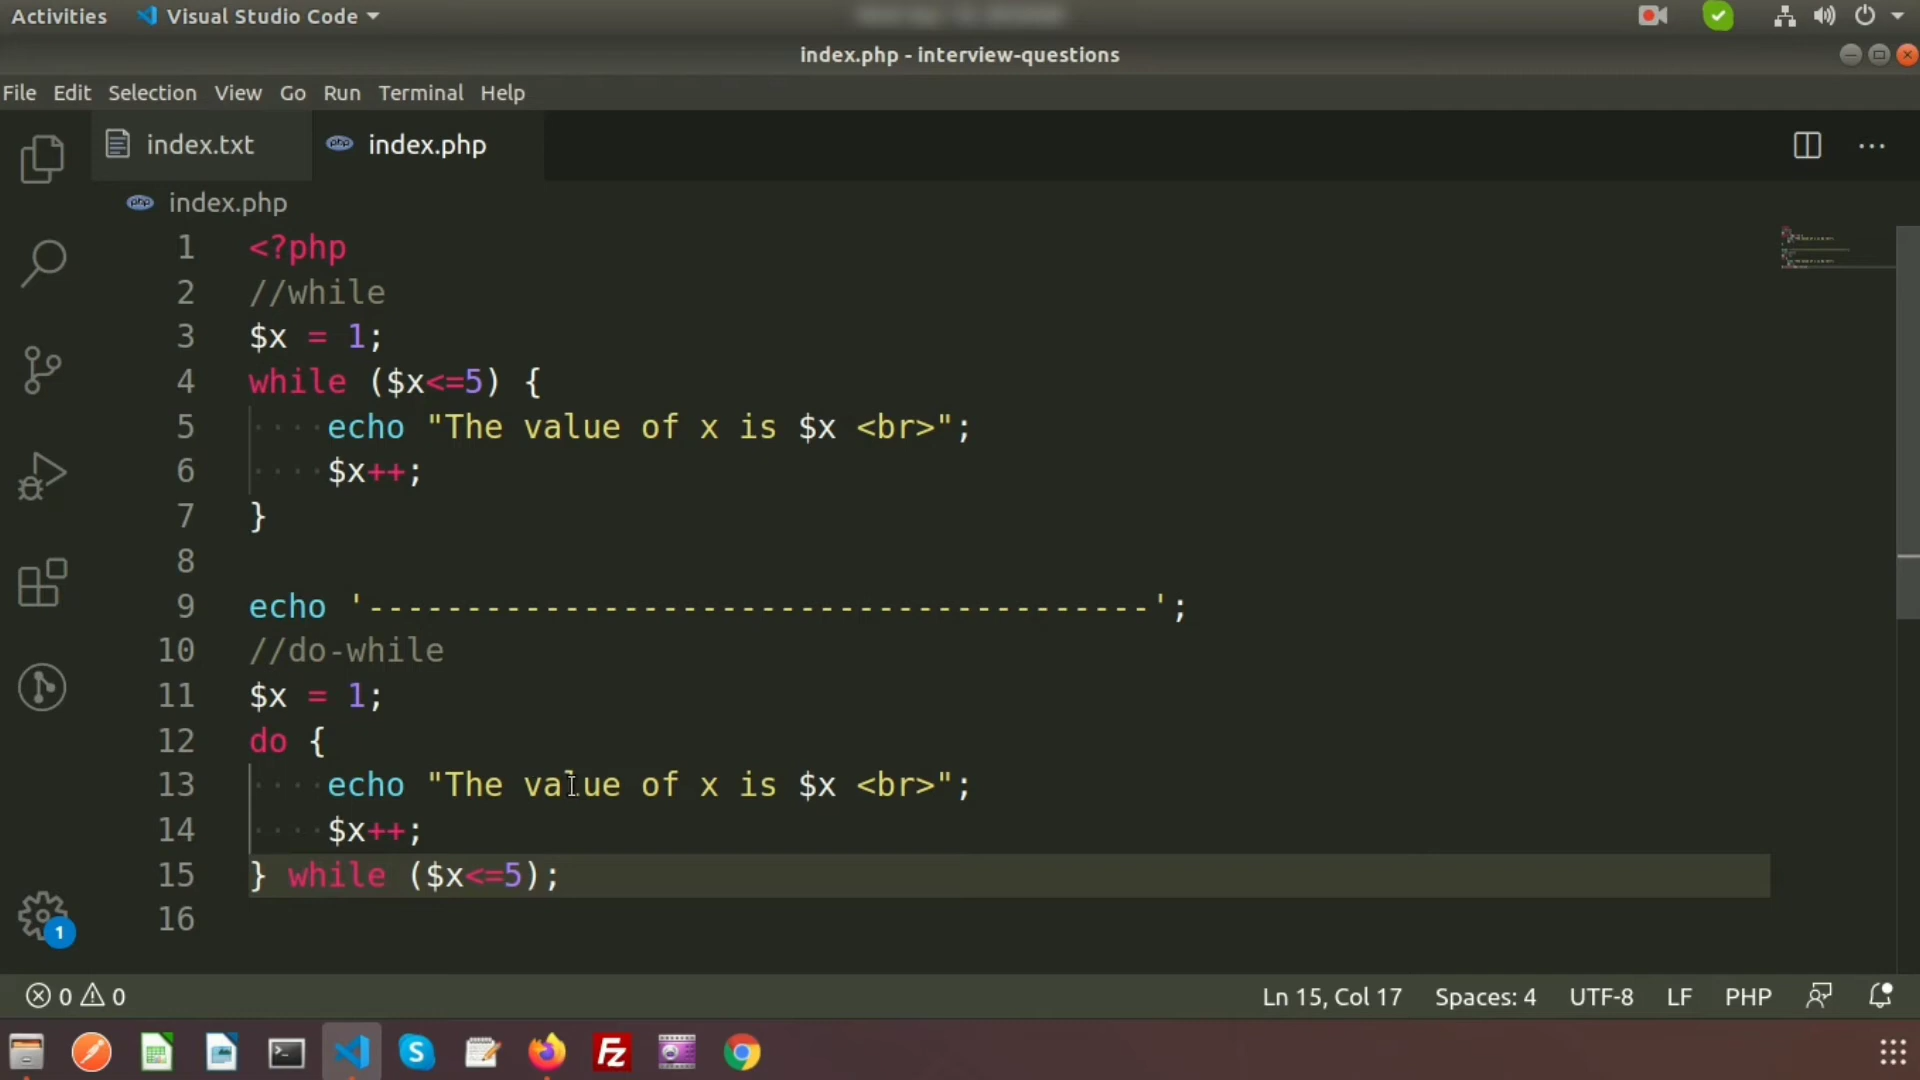 Activities Visual Studio Code
index.php - interview-questions
File Edit Selection View Go Run Terminal Help
index.txt index.php
index.php
1 <?php
2 //while
3 $x = 1;
4 while ($x<=5) {
5 echo "The value of x is $x <br>";
6 $x++;
7 }
8
9 echo '----------------------------------------';
10 //do-while
11 $x = 1;
12 do {
13 echo "The value of x is $x <br>";
14 $x++;
15 } while ($x<=5);
16
1
0 0 Ln 15, Col 17 Spaces: 4 UTF-8 LF PHP